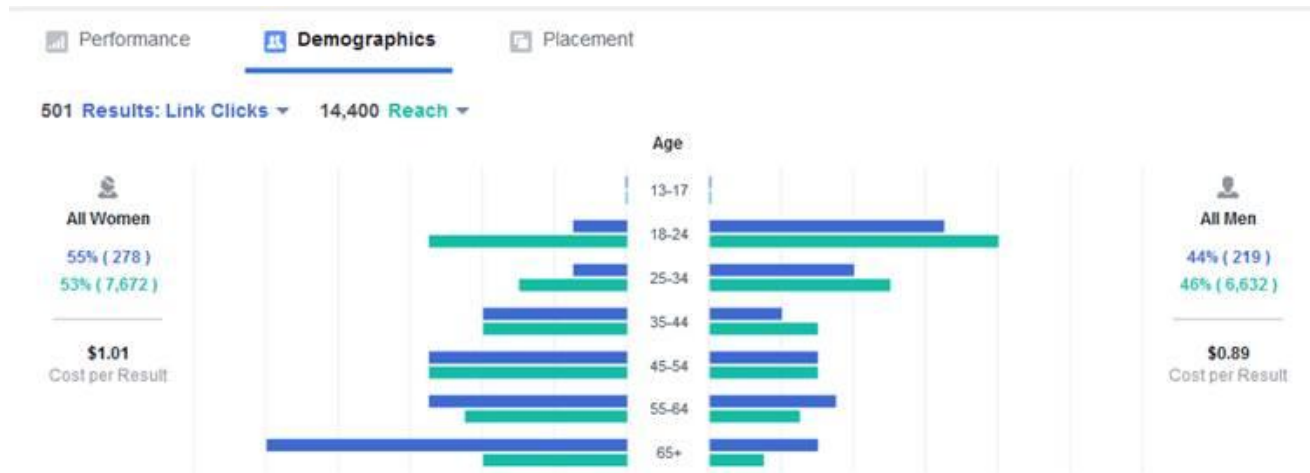 Performance Demographics Placement
501 Results: Link Clicks 14,400 Reach
Age
All Women
55% ( 278 )
53% ( 7,672 )
$1.01
Cost per Result
13-17
18-24
25-34
35-44
45-54
55-64
65+
All Men
44% ( 219 )
46% ( 6,632 )
$0.89
Cost per Result